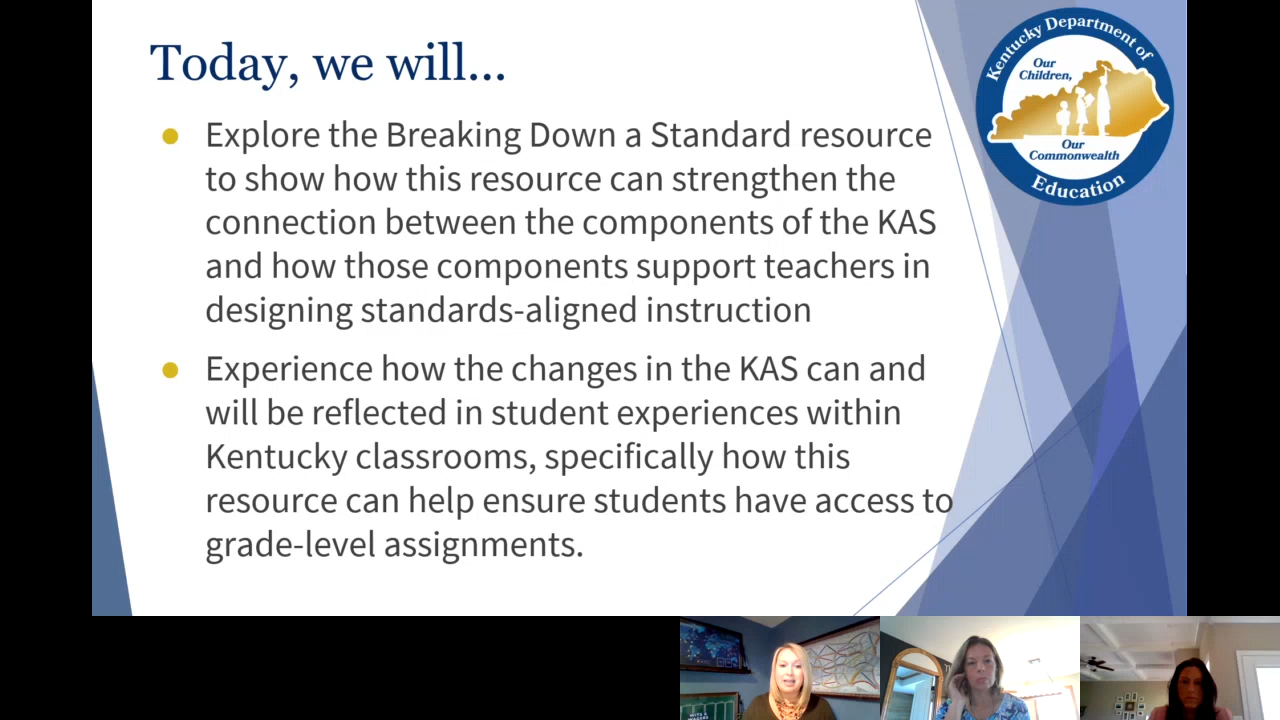 Today, we will...
Kentucky Department of
Education
Our
Children,
Our
Commonwealth
● Explore the Breaking Down a Standard resource
to show how this resource can strengthen the
connection between the components of the KAS
and how those components support teachers in
designing standards-aligned instruction
● Experience how the changes in the KAS can and
will be reflected in student experiences within
Kentucky classrooms, specifically how this
resource can help ensure students have access to
grade-level assignments.